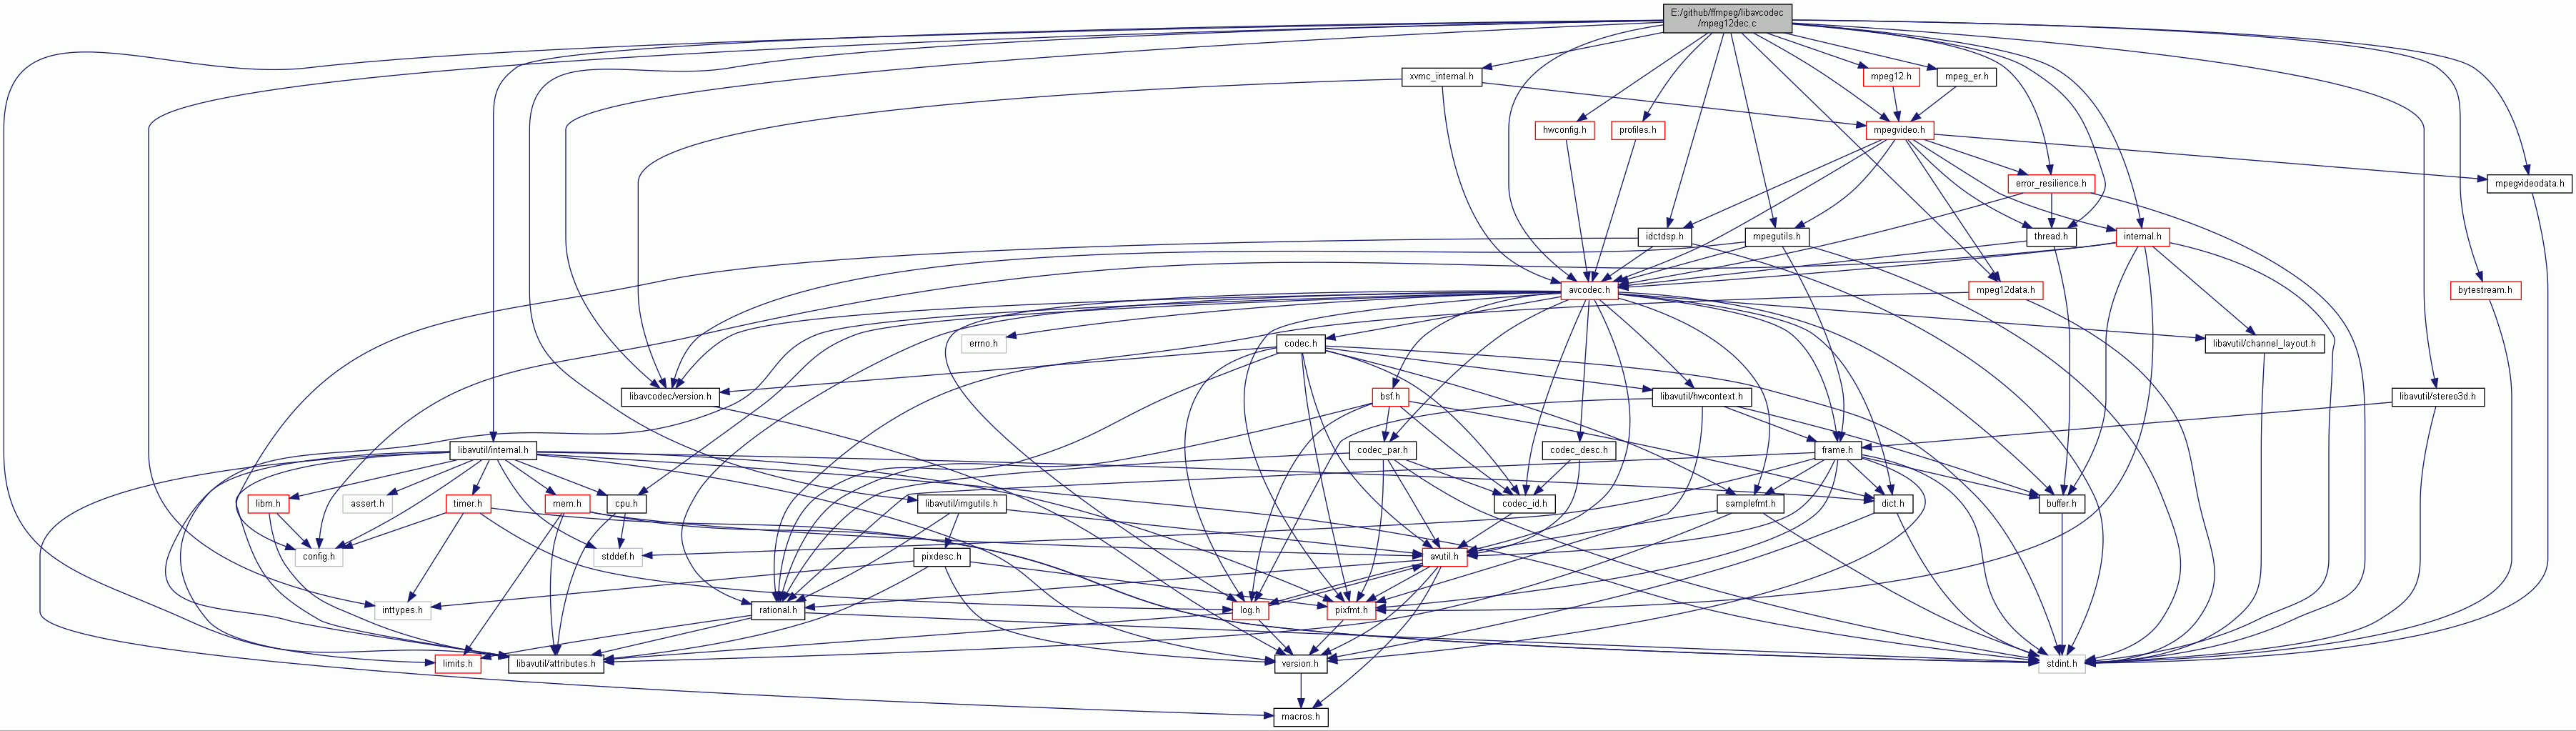 E:/github/ffmpeg/libavcodec
/mpeg12dec.c
xvmc_internal.h
mpeg12.h
mpeg_er.h
hwconfig.h
profiles.h
mpegvideo.h
error_resilience.h
mpegvideodata.h
idctdsp.h
mpegutils.h
thread.h
internal.h
avcodec.h
mpeg12data.h
bytestream.h
errno.h
codec.h
libavutil/channel_layout.h
libavcodec/version.h
bsf.h
libavutil/hwcontext.h
libavutil/stereo3d.h
libavutil/internal.h
codec_par.h
codec_desc.h
frame.h
libm.h
assert.h
timer.h
mem.h
cpu.h
libavutil/imgutils.h
codec_id.h
samplefmt.h
dict.h
buffer.h
config.h
stddef.h
pixdesc.h
avutil.h
inttypes.h
rational.h
log.h
pixfmt.h
limits.h
libavutil/attributes.h
version.h
stdint.h
macros.h